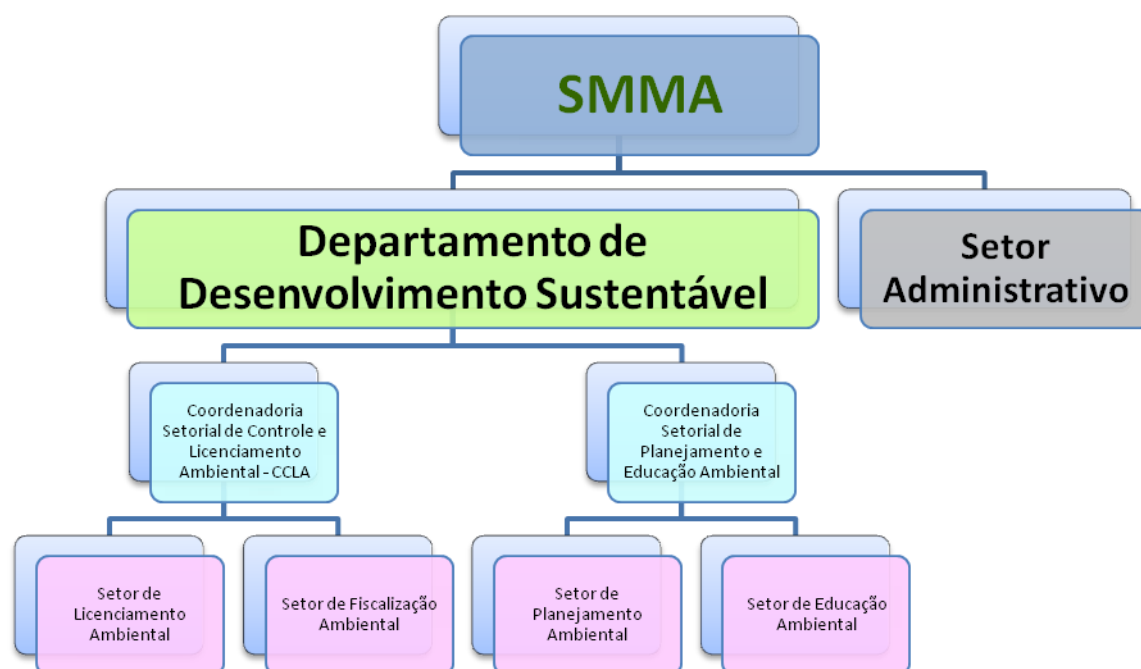 SMMA
Departamento de
Desenvolvimento Sustentável
Setor
Administrativo
Coordenadoria
Setorial de Controle e
Licenciamento
Ambiental - CCLA
Coordenadoria
Setorial de
Planejamento e
Educação Ambiental
Setor de
Licenciamento
Ambiental
Setor de Fiscalização
Ambiental
Setor de
Planejamento
Ambiental
Setor de Educação
Ambiental